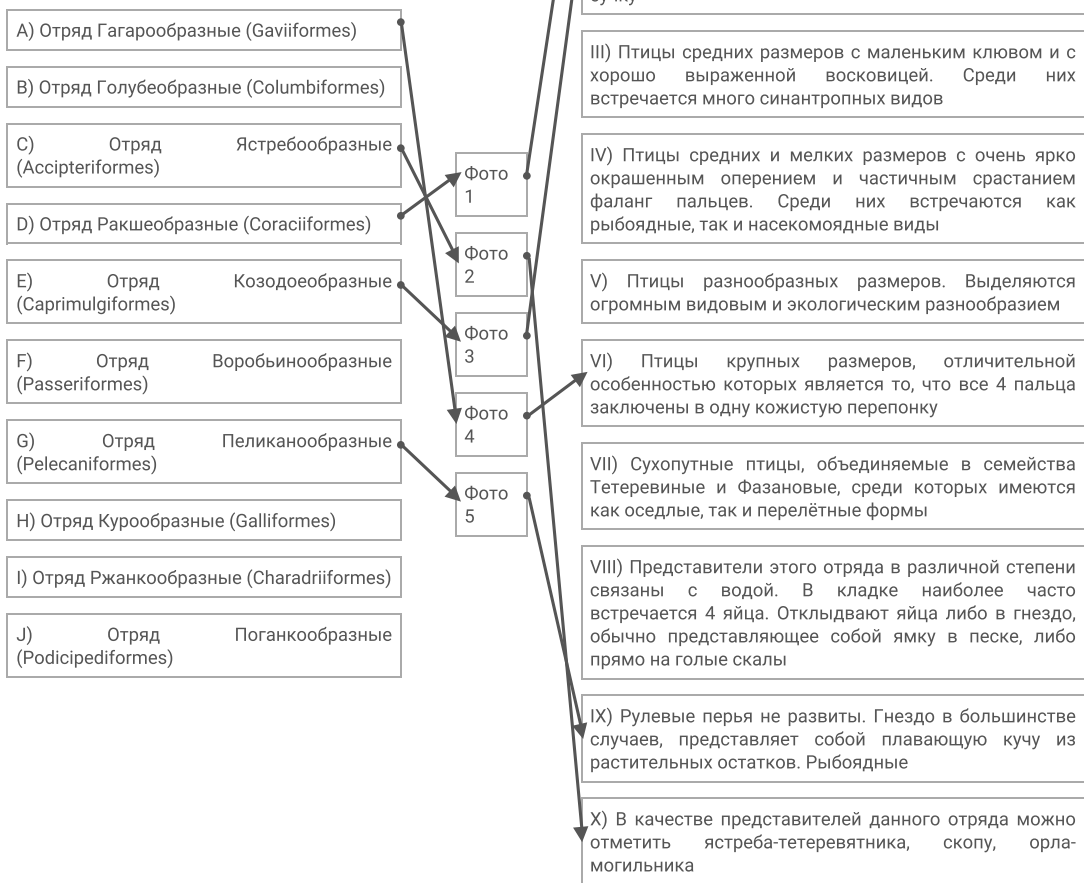 A) Отряд Гагарообразные (Gaviiformes)
B) Отряд Голубеобразные (Columbiformes)
C) Отряд Ястребообразные
(Accipteriformes)
D) Отряд Ракшеобразные (Coraciiformes)
E) Отряд Козодоеобразные
(Caprimulgiformes)
F) Отряд Воробьинообразные
(Passeriformes)
G) Отряд Пеликанообразные
(Pelecaniformes)
H) Отряд Курообразные (Galliformes)
I) Отряд Ржанкообразные (Charadriiformes)
J) Отряд Поганкообразные
(Podicipediformes)
Фото
1
Фото
2
Фото
3
Фото
4
Фото
5
III) Птицы средних размеров с маленьким клювом и с
хорошо выраженной восковицей. Среди них
встречается много синантропных видов
IV) Птицы средних и мелких размеров с очень ярко
окрашенным оперением и частичным срастанием
фаланг пальцев. Среди них встречаются как
рыбоядные, так и насекомоядные виды
V) Птицы разнообразных размеров. Выделяются
огромным видовым и экологическим разнообразием
VI) Птицы крупных размеров, отличительной
особенностью которых является то, что все 4 пальца
заключены в одну кожистую перепонку
VII) Сухопутные птицы, объединяемые в семейства
Тетеревиные и Фазановые, среди которых имеются
как оседлые, так и перелётные формы
VIII) Представители этого отряда в различной степени
связаны с водой. В кладке наиболее часто
встречается 4 яйца. Отклыдвают яйца либо в гнездо,
обычно представляющее собой ямку в песке, либо
прямо на голые скалы
IX) Рулевые перья не развиты. Гнездо в большинстве
случаев, представляет собой плавающую кучу из
растительных остатков. Рыбоядные
X) В качестве представителей данного отряда можно
отметить ястреба-тетеревятника, скопу, орла-
могильника